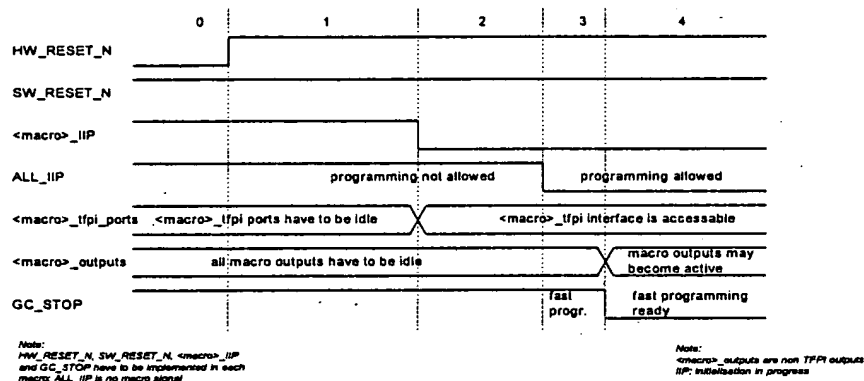 0 1 2 3 4
HW_RESET_N
SW_RESET_N
<macro>_IIP
ALL_IIP programming not allowed programming allowed
<macro>_tfpi_ports <macro>_tfpi ports have to be idle <macro>_tfpi interface is accessable
<macro>_outputs all macro outputs have to be idle macro outputs may
become active
GC_STOP fast
progr. fast programming
ready
Note:
HW_RESET_N, SW_RESET_N, <macro>_IIP
and GC_STOP have to be implemented in each
macro; ALL_IIP is no macro signal
Note:
<macro>_outputs are non TFPI outputs
IIP: initialisation in progress